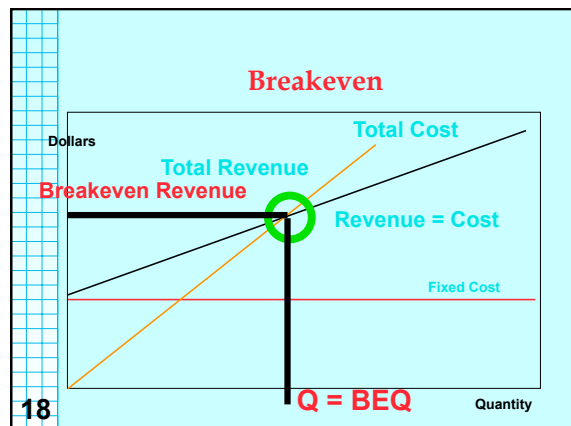 Breakeven
Total Cost
Dollars
Total Revenue
Breakeven Revenue
Revenue = Cost
Fixed Cost
Q = BEQ
Quantity
18